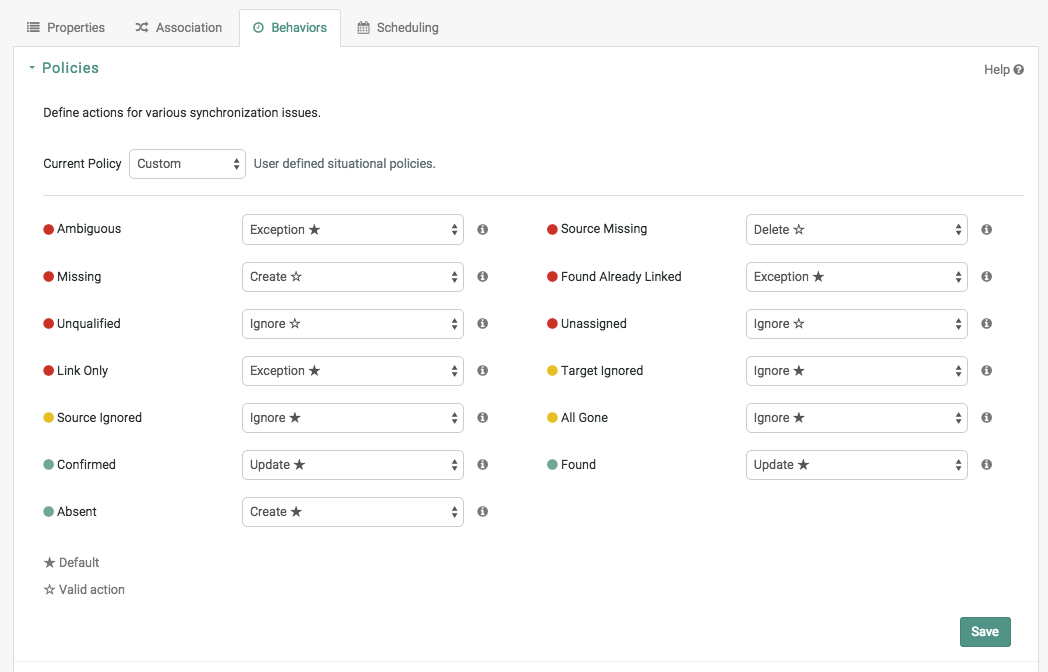 Properties Association Behaviors Scheduling
Policies Help
Define actions for various synchronization issues.
Current Policy Custom User defined situational policies.
Ambiguous Exception ★ Source Missing Delete ☆
Missing Create ☆ Found Already Linked Exception ★
Unqualified Ignore ☆ Unassigned Ignore ☆
Link Only Exception ★ Target Ignored Ignore ★
Source Ignored Ignore ★ All Gone Ignore ★
Confirmed Update ★ Found Update ★
Absent Create ★
★ Default
☆ Valid action
Save